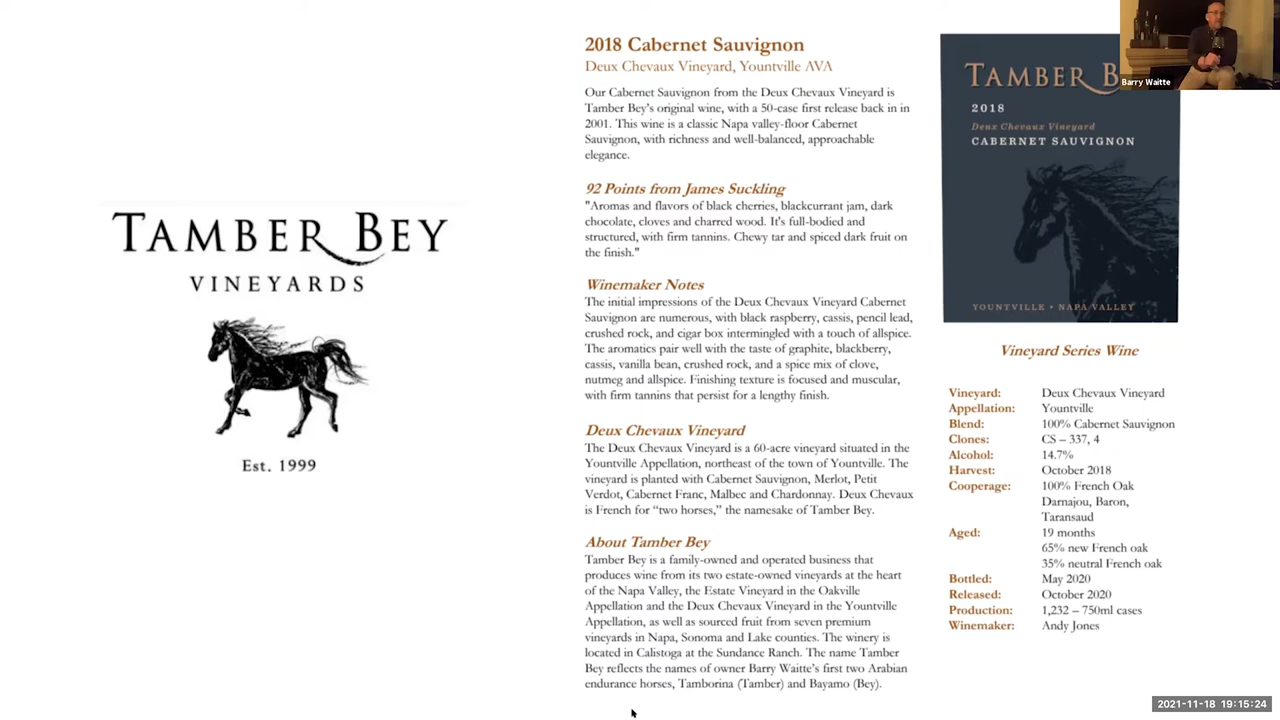 TAMBER BEY
VINEYARDS
Est. 1999
2018 Cabernet Sauvignon
Deux Chevaux Vineyard, Yountville AVA
Our Cabernet Sauvignon from the Deux Chevaux Vineyard is
Tamber Bey's original wine, with a 50-case first release back in in
2001. This wine is a classic Napa valley-floor Cabernet
Sauvignon, with richness and well-balanced, approachable
elegance.
92 Points from James Suckling
"Aromas and flavors of black cherries, blackcurrant jam, dark
chocolate, cloves and charred wood. It's full-bodied and
structured, with firm tannins. Chewy tar and spiced dark fruit on
the finish."
Winemaker Notes
The initial impressions of the Deux Chevaux Vineyard Cabernet
Sauvignon are numerous, with black raspberry, cassis, pencil lead,
crushed rock, and cigar box intermingled with a touch of allspice.
The aromatics pair well with the taste of graphite, blackberry,
cassis, vanilla bean, crushed rock, and a spice mix of clove,
nutmeg and allspice. Finishing texture is focused and muscular,
with firm tannins that persist for a lengthy finish.
Deux Chevaux Vineyard
The Deux Chevaux Vineyard is a 60-acre vineyard situated in the
Yountville Appellation, northeast of the town of Yountville. The
vineyard is planted with Cabernet Sauvignon, Merlot, Petit
Verdot, Cabernet Franc, Malbec and Chardonnay. Deux Chevaux
is French for “two horses,” the namesake of Tamber Bey.
About Tamber Bey
Tamber Bey is a family-owned and operated business that
produces wine from its two estate-owned vineyards at the heart
of the Napa Valley, the Estate Vineyard in the Oakville
Appellation and the Deux Chevaux Vineyard in the Yountville
Appellation, as well as sourced fruit from seven premium
vineyards in Napa, Sonoma and Lake counties. The winery is
located in Calistoga at the Sundance Ranch. The name Tamber
Bey reflects the names of owner Barry Waitte's first two Arabian
endurance horses, Tamborina (Tamber) and Bayamo (Bey).
TAMBER B
2018
Deux Chevaux Vineyard
CABERNET SAUVIGNON
YOUNTVILLE • NAPA VALLEY
Barry Waitte
Vineyard Series Wine
Vineyard: Deux Chevaux Vineyard
Appellation: Yountville
Blend: 100% Cabernet Sauvignon
Clones: CS – 337, 4
Alcohol: 14.7%
Harvest: October 2018
Cooperage: 100% French Oak
Darnajou, Baron,
Taransaud
Aged: 19 months
65% new French oak
35% neutral French oak
Bottled: May 2020
Released: October 2020
Production: 1,232 – 750ml cases
Winemaker: Andy Jones
2021-11-18 19:15:24